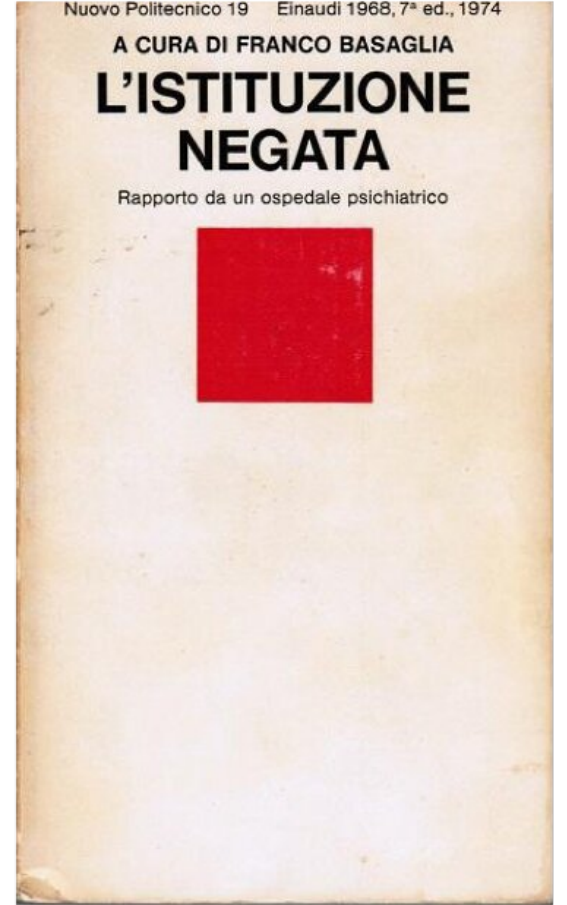 Nuovo Politecnico 19 Einaudi 1968, 7ª ed., 1974
A CURA DI FRANCO BASAGLIA
L'ISTITUZIONE
NEGATA
Rapporto da un ospedale psichiatrico